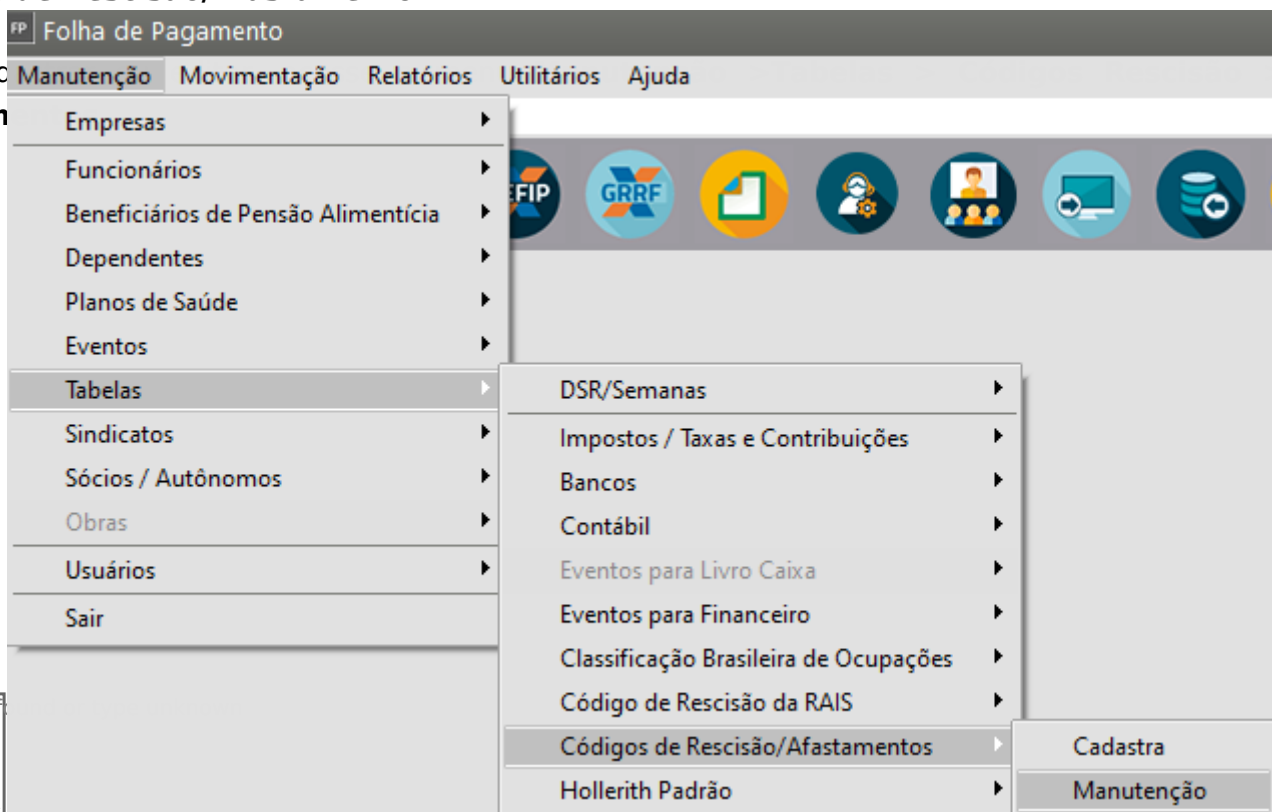 FP Folha de Pagamento
Manutenção Movimentação Relatórios Utilitários Ajuda
Empresas
Funcionários
Beneficiários de Pensão Alimentícia
Dependentes
Planos de Saúde
Eventos
Tabelas
Sindicatos
Sócios / Autônomos
Obras
Usuários
Sair
EFIP
GRRF
DSR/Semanas
Impostos / Taxas e Contribuições
Bancos
Contábil
Eventos para Livro Caixa
Eventos para Financeiro
Classificação Brasileira de Ocupações
Código de Rescisão da RAIS
Códigos de Rescisão/Afastamentos
Hollerith Padrão
Cadastra
Manutenção